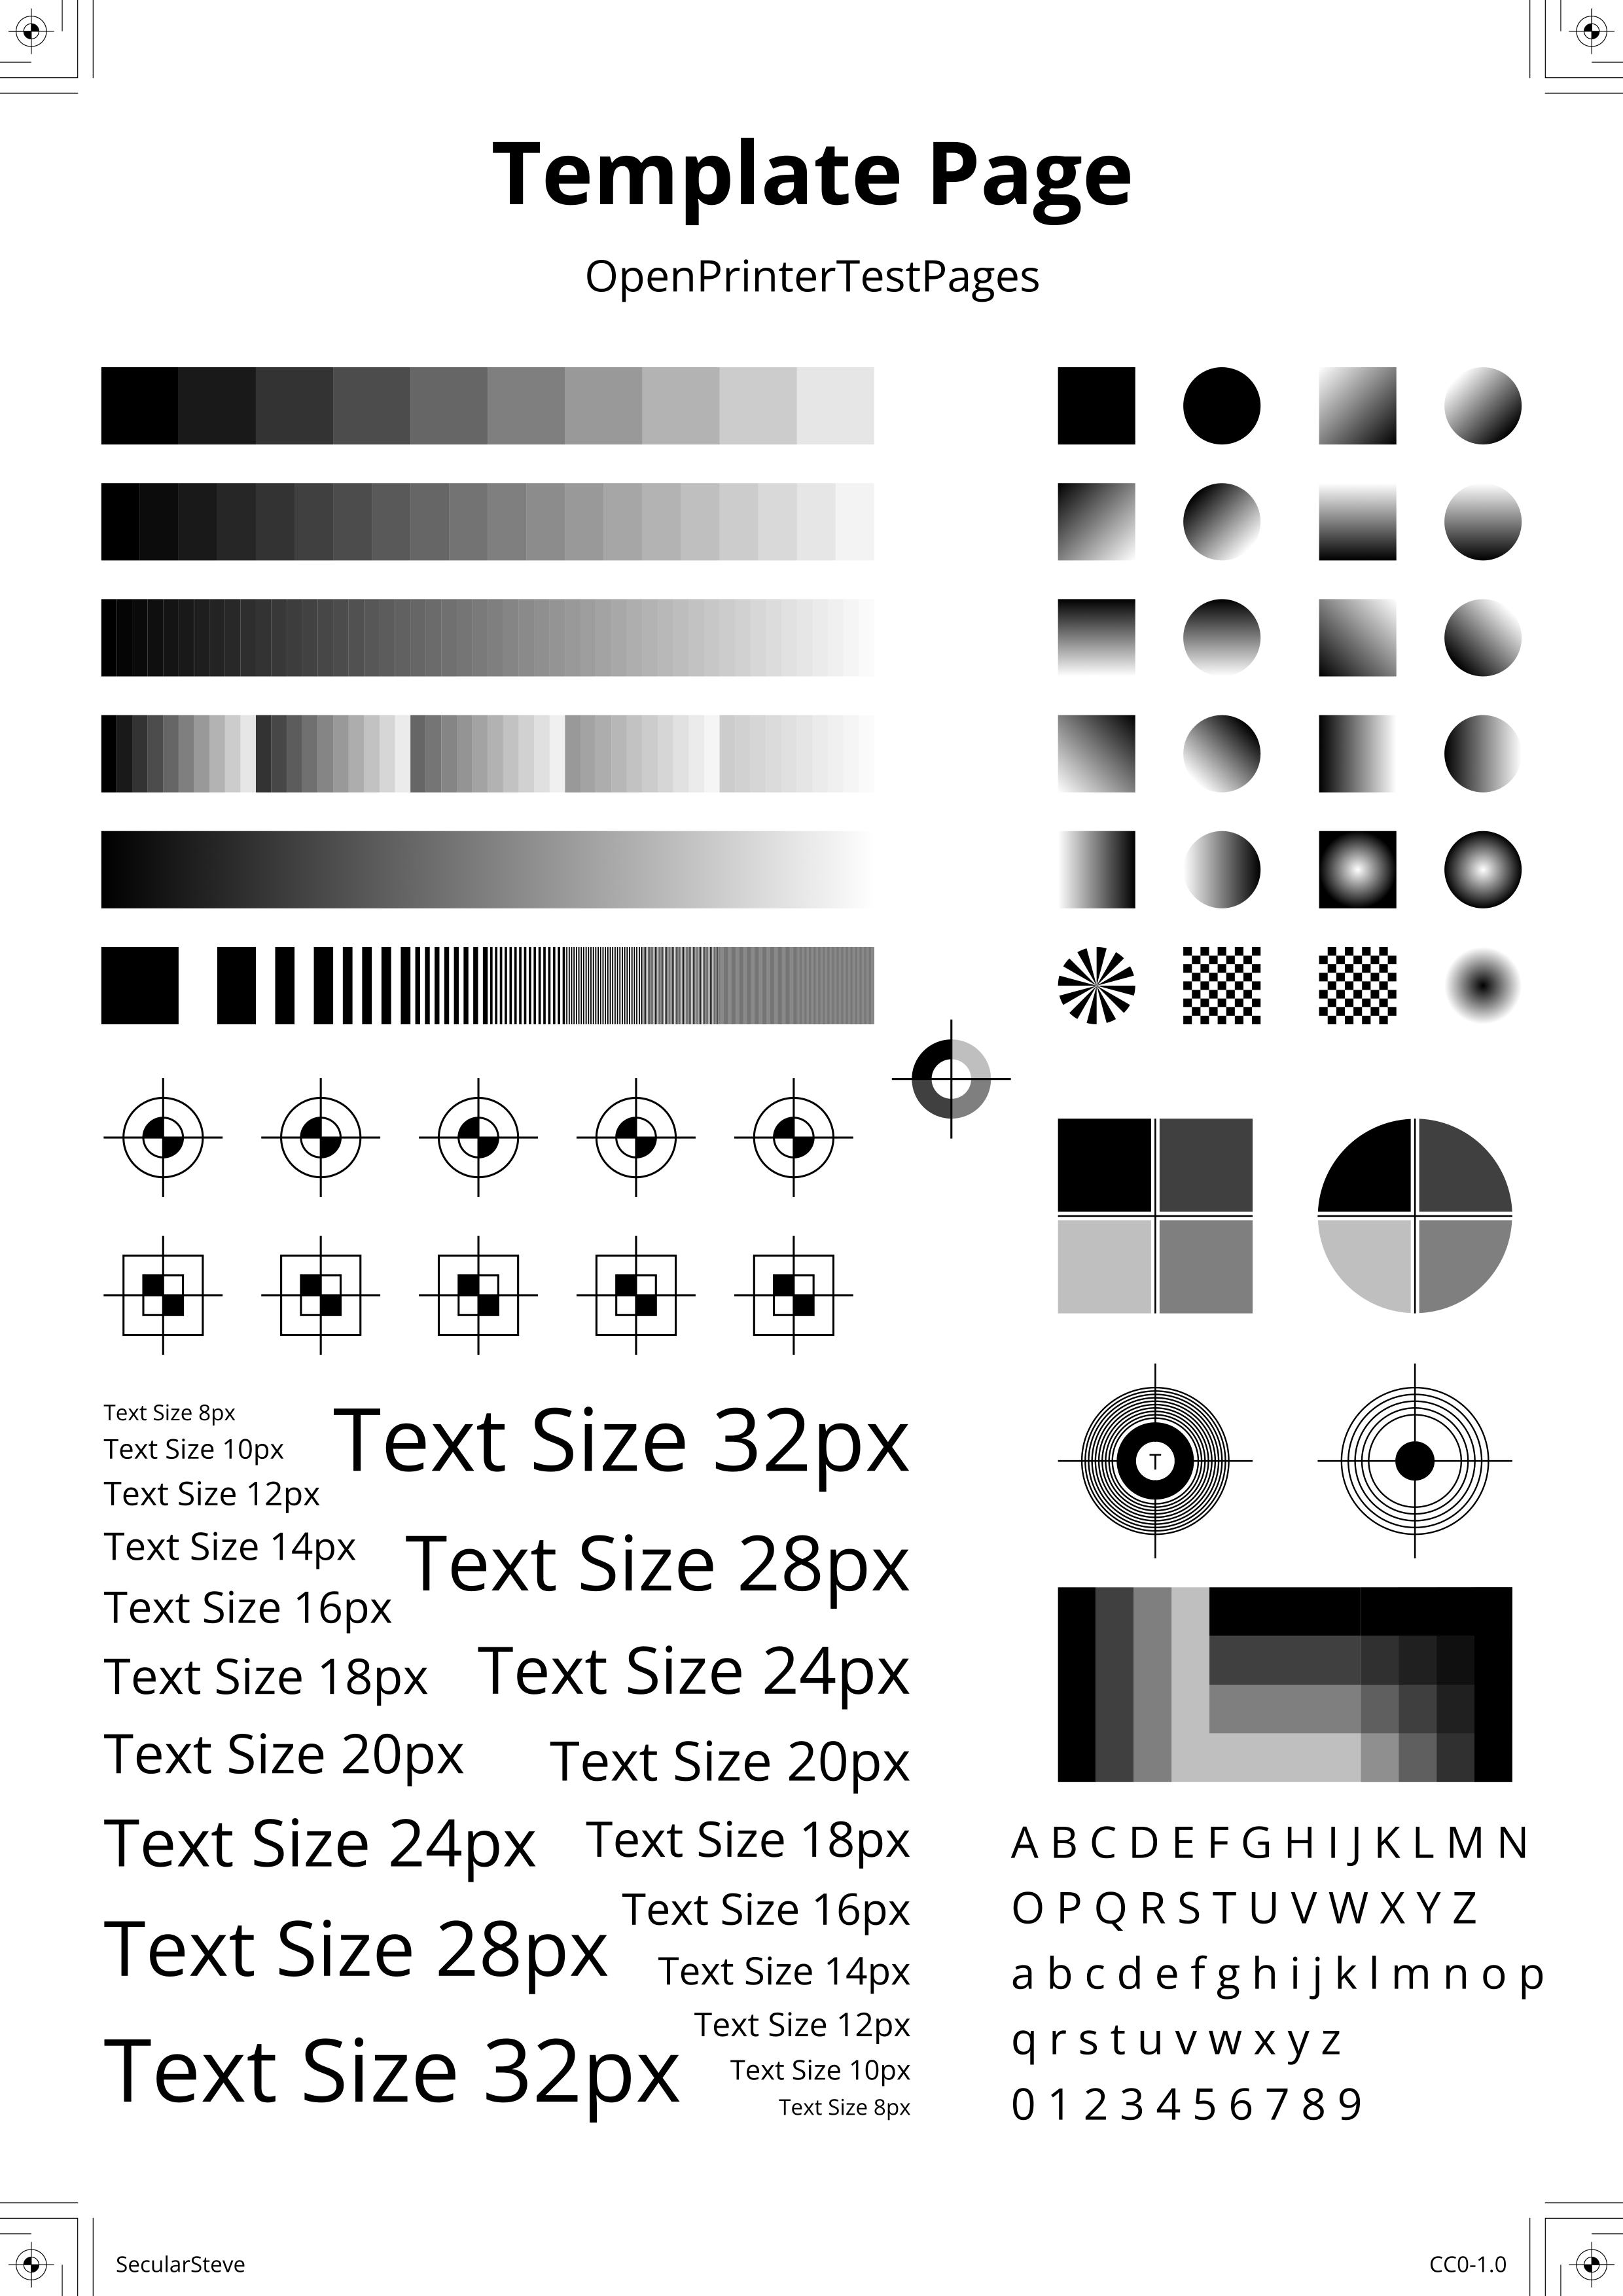 Template Page
OpenPrinterTestPages
T
Text Size 8px
Text Size 10px
Text Size 12px
Text Size 14px
Text Size 16px
Text Size 18px
Text Size 20px
Text Size 24px
Text Size 28px
Text Size 32px
Text Size 32px
Text Size 28px
Text Size 24px
Text Size 20px
Text Size 18px
Text Size 16px
Text Size 14px
Text Size 12px
Text Size 10px
Text Size 8px
A B C D E F G H I J K L M N
O P Q R S T U V W X Y Z
a b c d e f g h i j k l m n o p
q r s t u v w x y z
0 1 2 3 4 5 6 7 8 9
SecularSteve
CC0-1.0